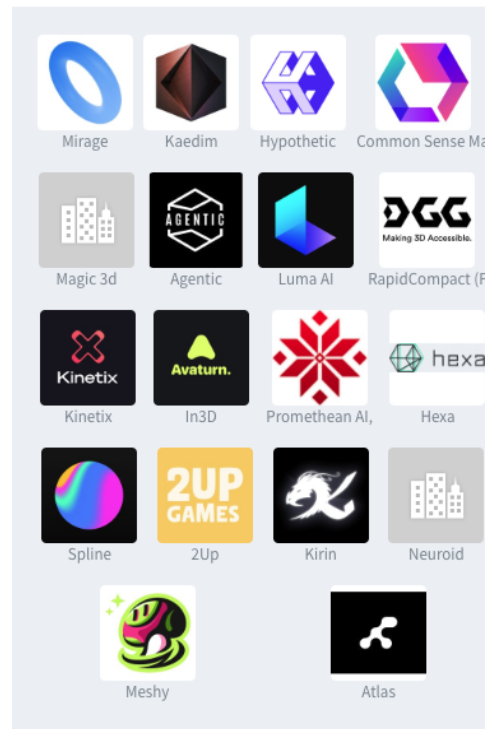 Mirage
Kaedim
Hypothetic
Common Sense Ma
AGENTIC
DGG
Making 3D Accessible.
Magic 3d
Agentic
Luma AI
RapidCompact (F
Kinetix
Avaturn.
hexa
Kinetix
In3D
Promethean AI,
Hexa
2UP
GAMES
Spline
2Up
Kirin
Neuroid
Meshy
Atlas